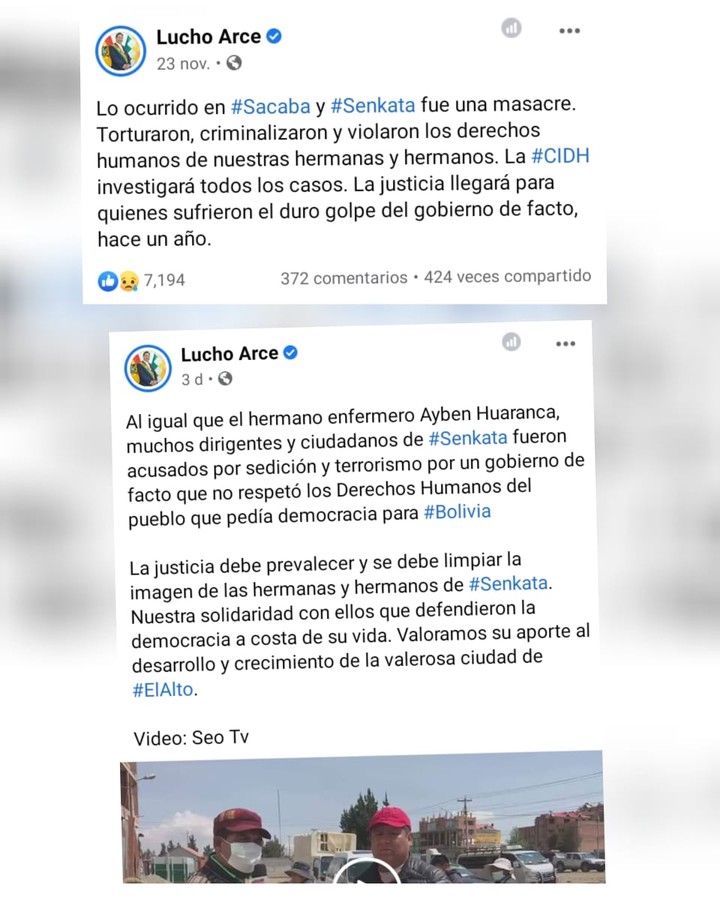 Lucho Arce
23 nov.
Lo ocurrido en #Sacaba y #Senkata fue una masacre.
Torturaron, criminalizaron y violaron los derechos
humanos de nuestras hermanas y hermanos. La #CIDH
investigará todos los casos. La justicia llegará para
quienes sufrieron el duro golpe del gobierno de facto,
hace un año.
7,194 372 comentarios • 424 veces compartido
Lucho Arce
3 d
Al igual que el hermano enfermero Ayben Huaranca,
muchos dirigentes y ciudadanos de #Senkata fueron
acusados por sedición y terrorismo por un gobierno de
facto que no respetó los Derechos Humanos del
pueblo que pedía democracia para #Bolivia
La justicia debe prevalecer y se debe limpiar la
imagen de las hermanas y hermanos de #Senkata.
Nuestra solidaridad con ellos que defendieron la
democracia a costa de su vida. Valoramos su aporte al
desarrollo y crecimiento de la valerosa ciudad de
#ElAlto.
Video: Seo Tv